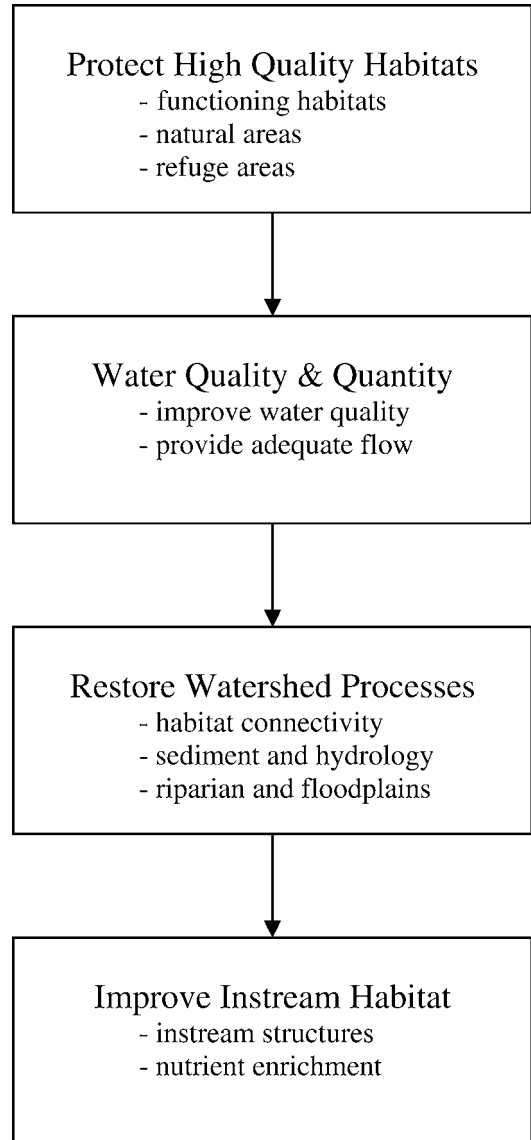 Protect High Quality Habitats
- functioning habitats
- natural areas
- refuge areas
Water Quality & Quantity
- improve water quality
- provide adequate flow
Restore Watershed Processes
- habitat connectivity
- sediment and hydrology
- riparian and floodplains
Improve Instream Habitat
- instream structures
- nutrient enrichment